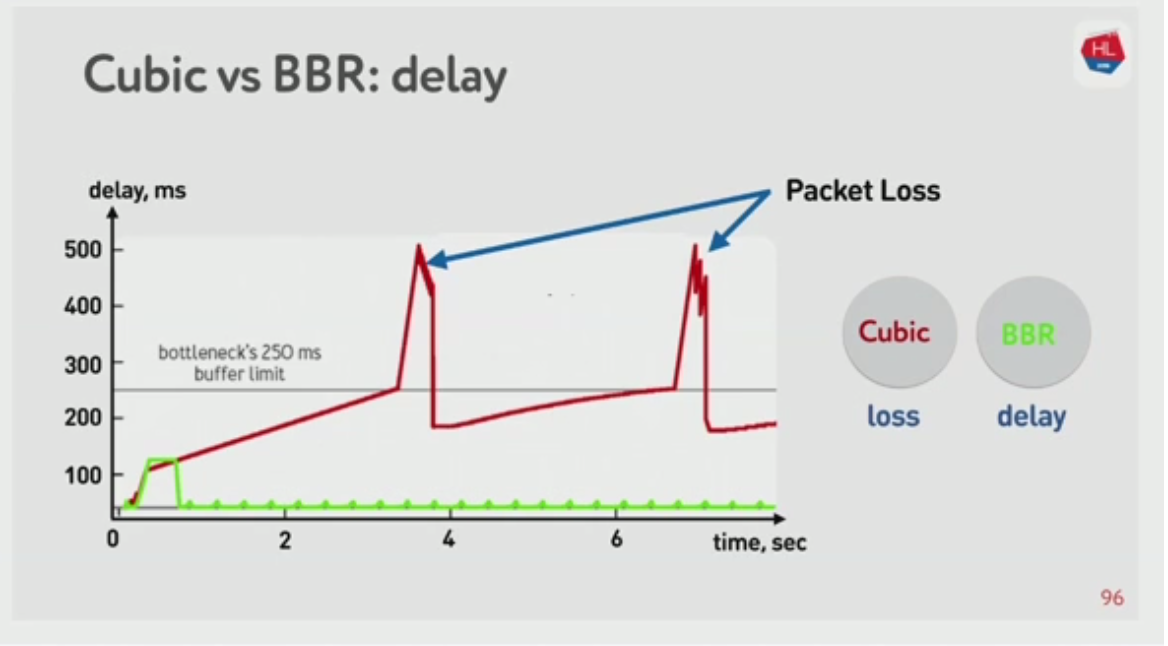 Cubic vs BBR: delay
HL
delay, ms
Packet Loss
500
400
300
200
100
bottleneck's 250 ms
buffer limit
0
2
4
6
time, sec
Cubic
BBR
loss
delay
96